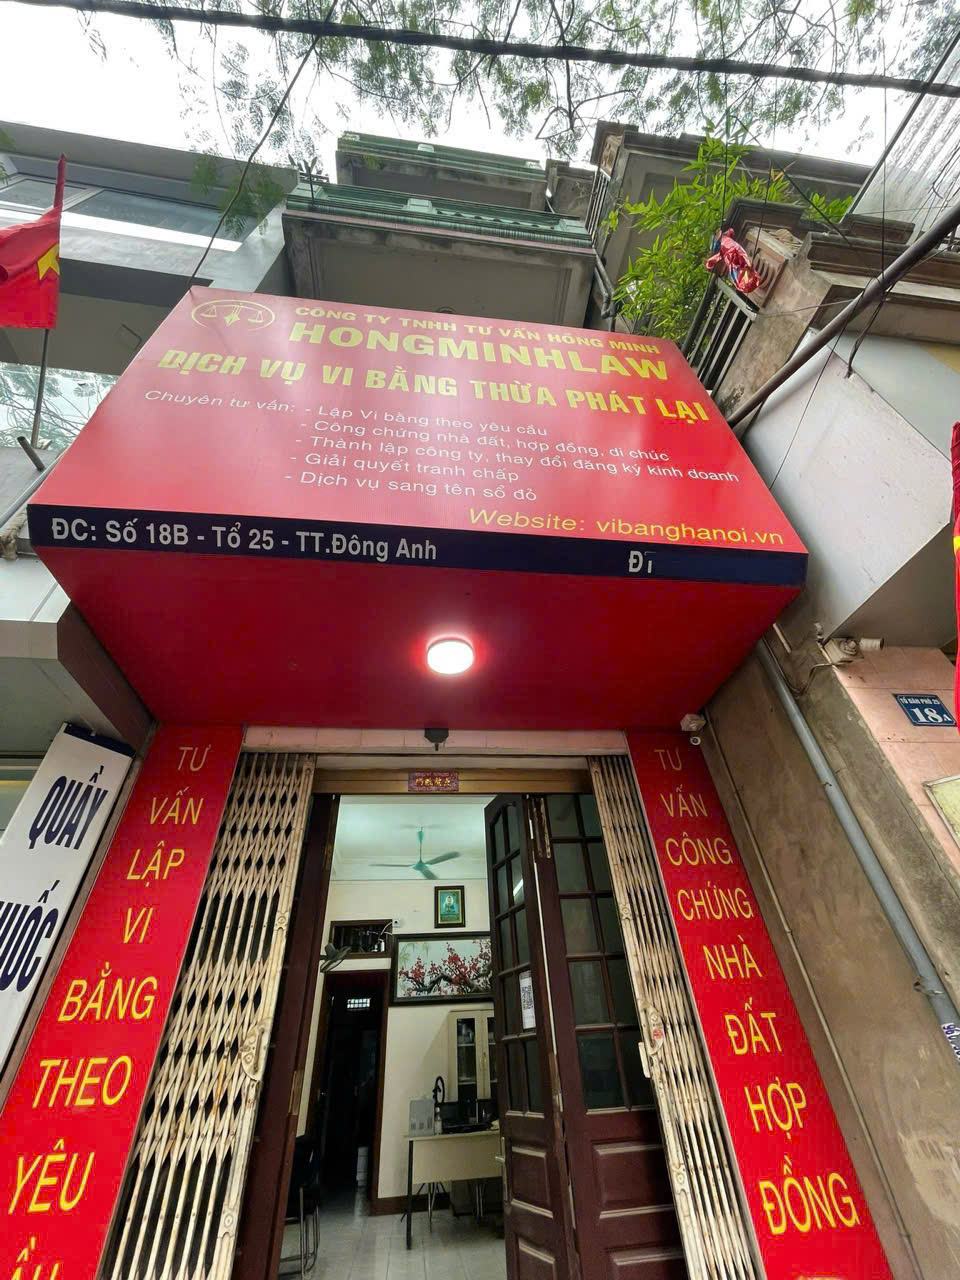 CÔNG TY TNHH TƯ VẤN HỒNG MINH
HONGMINHLAW
DỊCH VỤ VI BẰNG THỪA PHÁT LẠI
Chuyên tư vấn: - Lập Vi bằng theo yêu cầu
- Công chứng nhà đất, hợp đồng, di chúc
- Thành lập công ty, thay đổi đăng ký kinh doanh
- Giải quyết tranh chấp
- Dịch vụ sang tên sổ đỏ
Website: vibanghanoi.vn
ĐC: Số 18B - Tổ 25 - TT.Đông Anh
TỔ DÂN PHỐ 25
18A
QUẦY
TƯ
VẤN
LẬP
VI
BẰNG
THEO
YÊU
TƯ
VẤN
CÔNG
CHỨNG
NHÀ
ĐẤT
HỢP
ĐỒNG